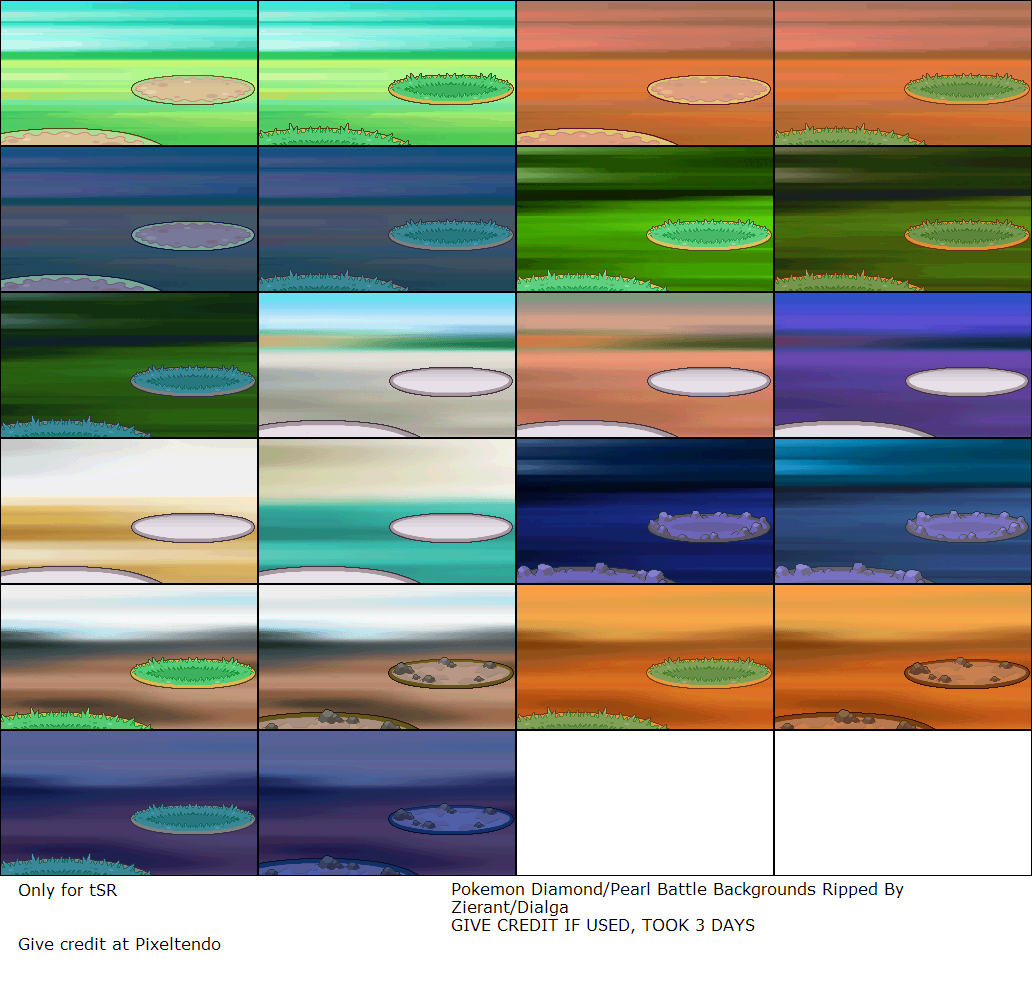 Only for tSR
Pokemon Diamond/Pearl Battle Backgrounds Ripped By
Zierant/Dialga
GIVE CREDIT IF USED, TOOK 3 DAYS
Give credit at Pixeltendo